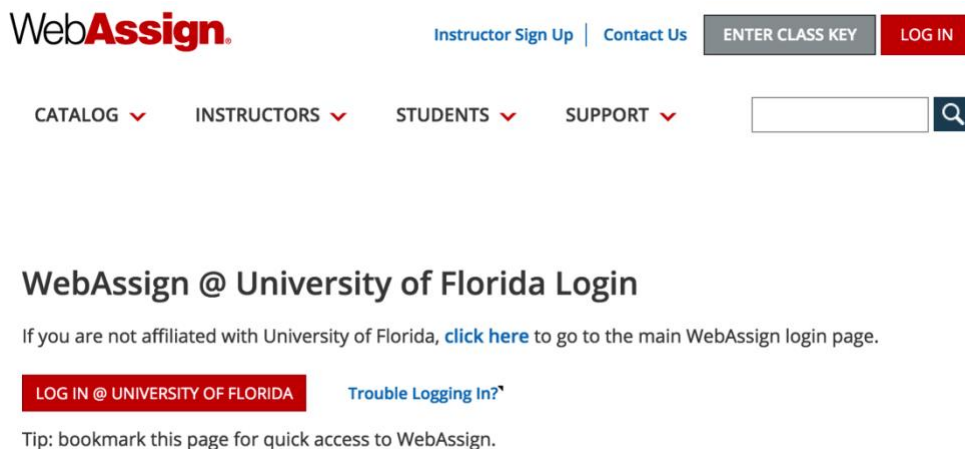 WebAssign.
Instructor Sign Up | Contact Us ENTER CLASS KEY LOG IN
CATALOG INSTRUCTORS STUDENTS SUPPORT
WebAssign @ University of Florida Login
If you are not affiliated with University of Florida, click here to go to the main WebAssign login page.
LOG IN @ UNIVERSITY OF FLORIDA Trouble Logging In?
Tip: bookmark this page for quick access to WebAssign.